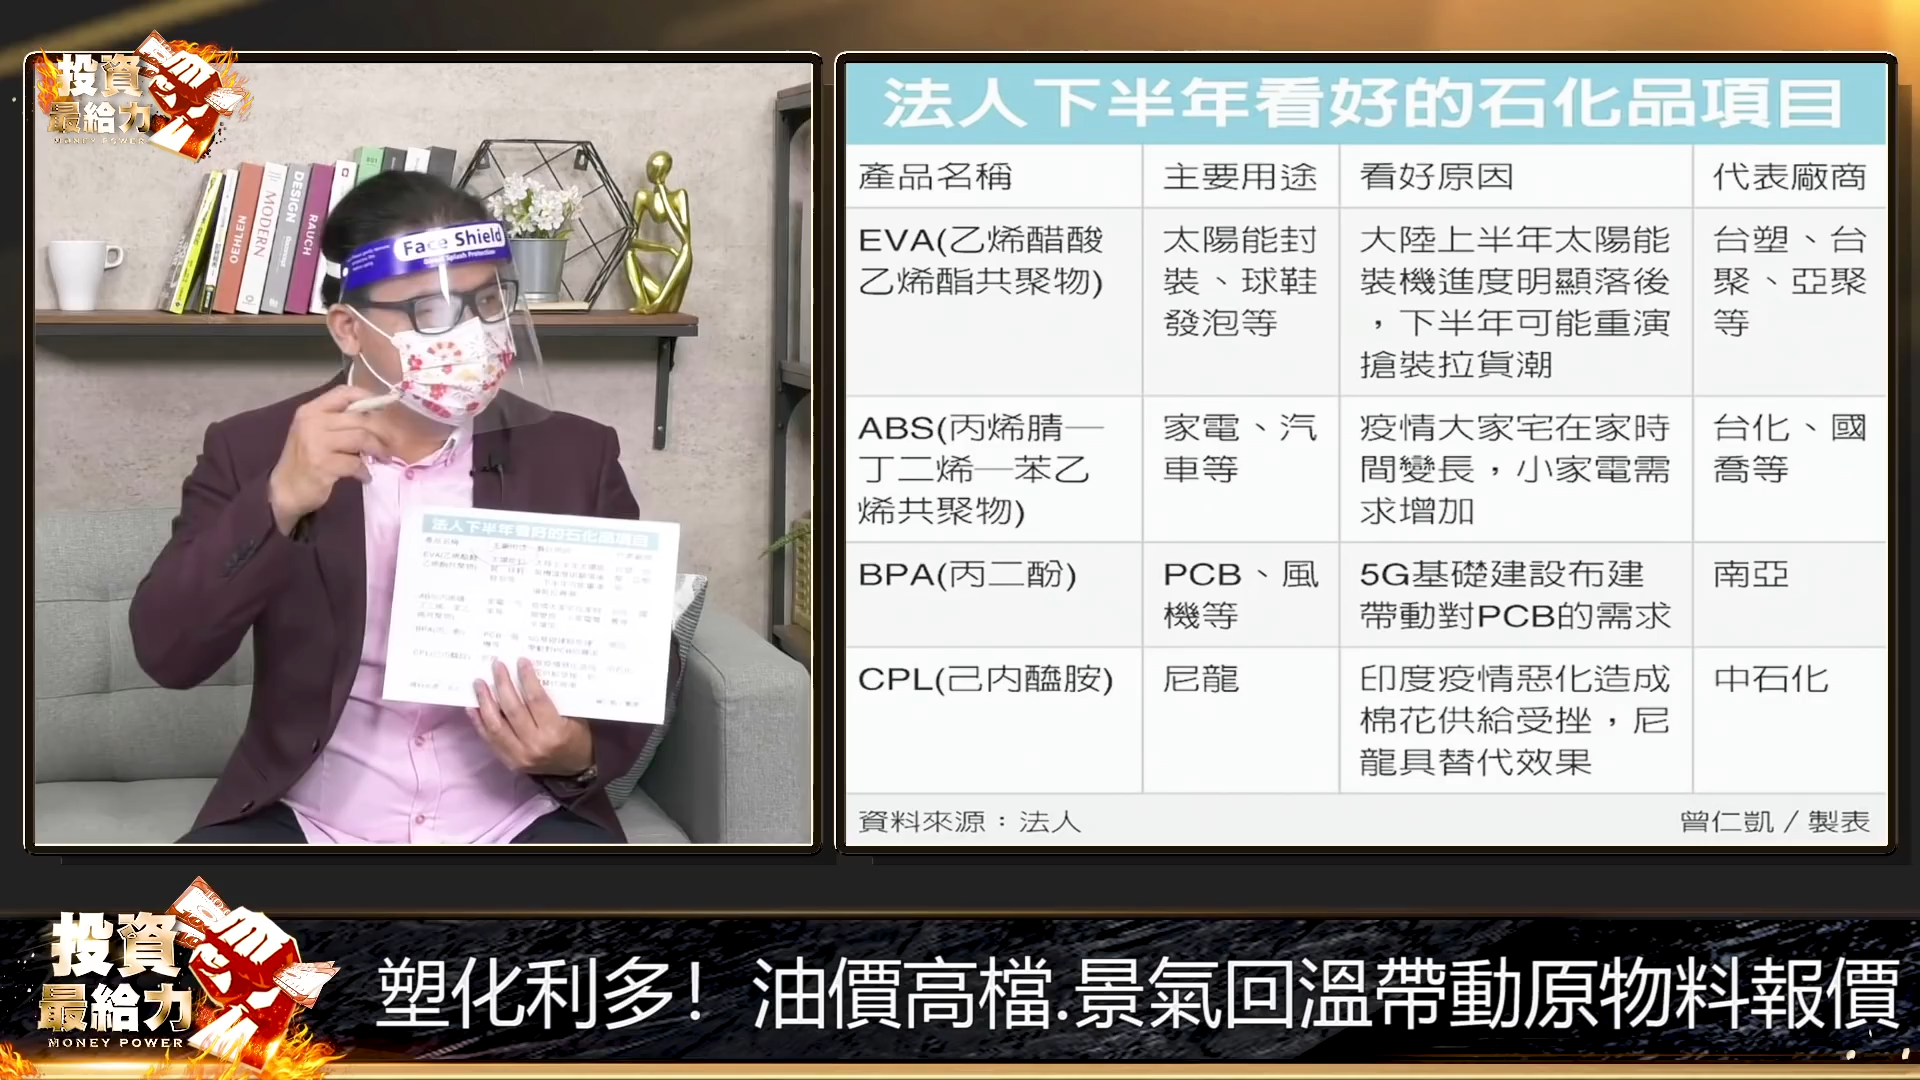 投資
最給力
MONEY POWER
OEHLEN
MODERN
DESIGN
RAUCH
Face Shield
法人下半年看好的石化品項目
法人下半年看好的石化品項目
產品名稱
主要用途
看好原因
代表廠商
EVA(乙烯醋酸
乙烯酯共聚物)
太陽能封
裝、球鞋
發泡等
大陸上半年太陽能
裝機進度明顯落後
，下半年可能重演
搶裝拉貨潮
台塑、台
聚、亞聚
等
ABS(丙烯腈—
丁二烯—苯乙
烯共聚物)
家電、汽
車等
疫情大家宅在家時
間變長，小家電需
求增加
台化、國
喬等
BPA(丙二酚)
PCB、風
機等
5G基礎建設布建
帶動對PCB的需求
南亞
CPL(己內醯胺)
尼龍
印度疫情惡化造成
棉花供給受挫，尼
龍具替代效果
中石化
資料來源：法人
曾仁凱／製表
投資
最給力
MONEY POWER
塑化利多！油價高檔.景氣回溫帶動原物料報價